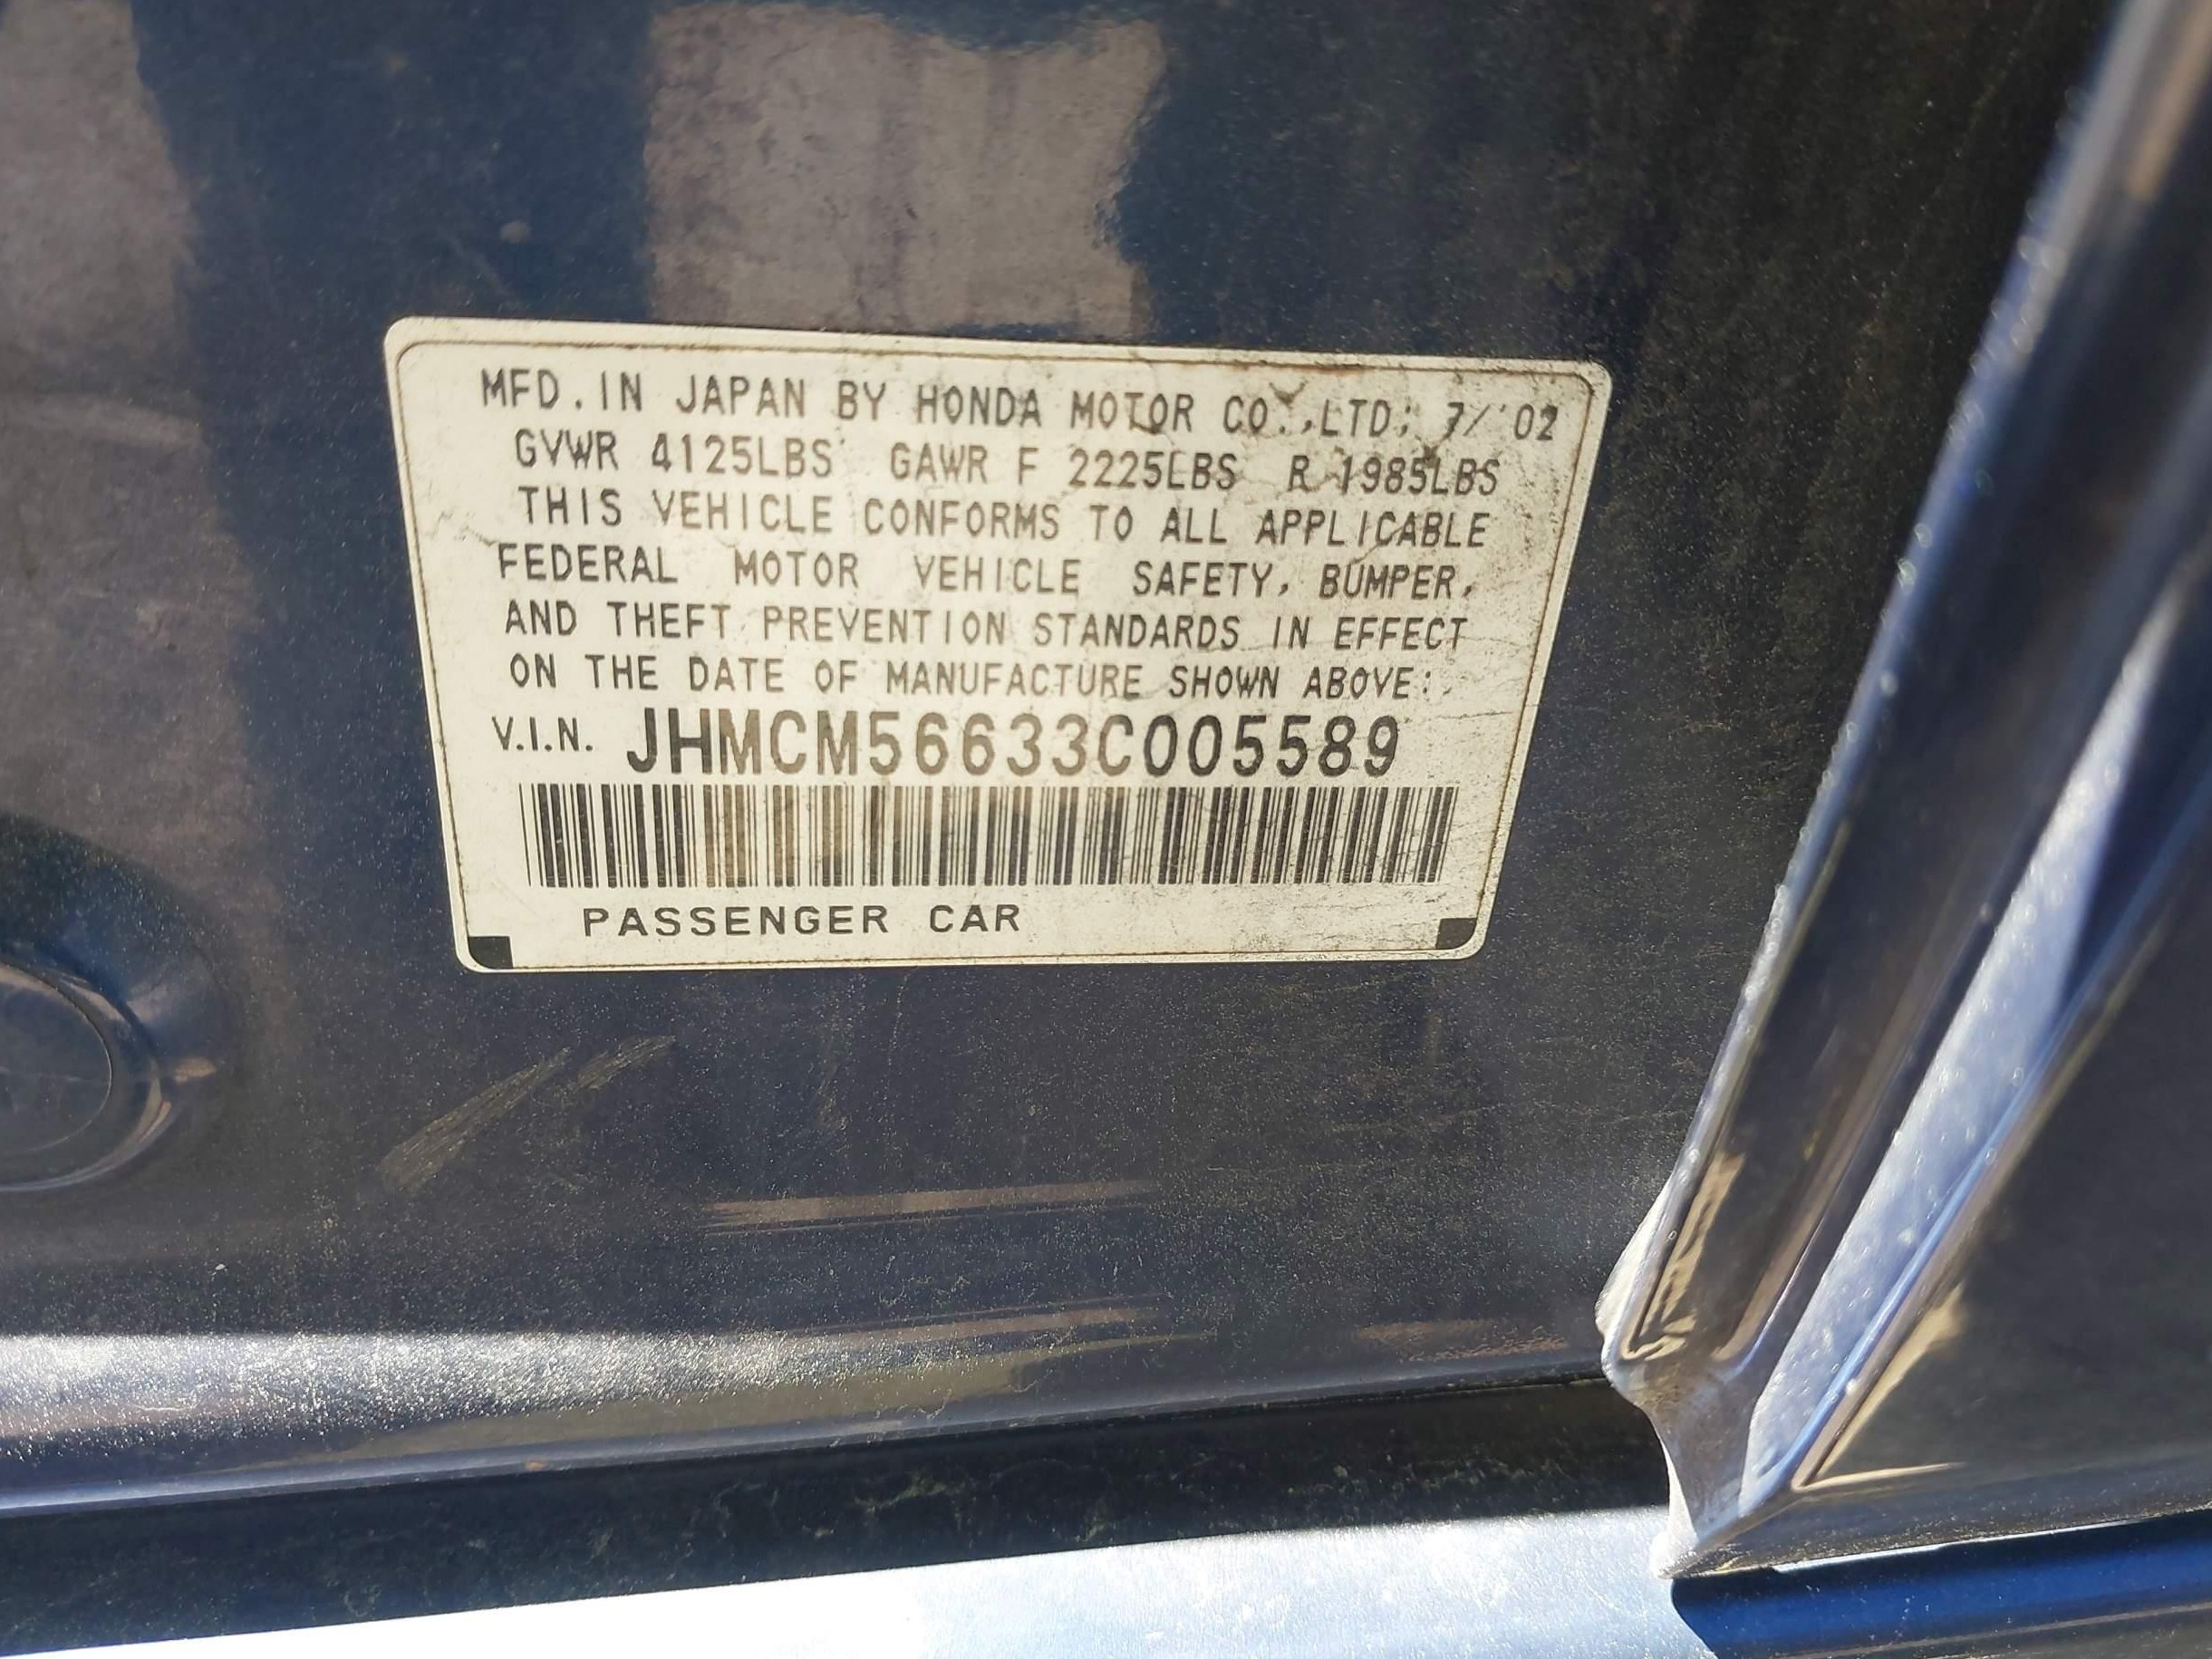 MFD. IN JAPAN BY HONDA MOTOR CO.,LTD; 7/'02
GVWR 4125LBS GAWR F 2225LBS R 1985LBS
THIS VEHICLE CONFORMS TO ALL APPLICABLE
FEDERAL MOTOR VEHICLE SAFETY, BUMPER,
AND THEFT PREVENTION STANDARDS IN EFFECT
ON THE DATE OF MANUFACTURE SHOWN ABOVE:
V.I.N. JHMCM56633C005589
PASSENGER CAR